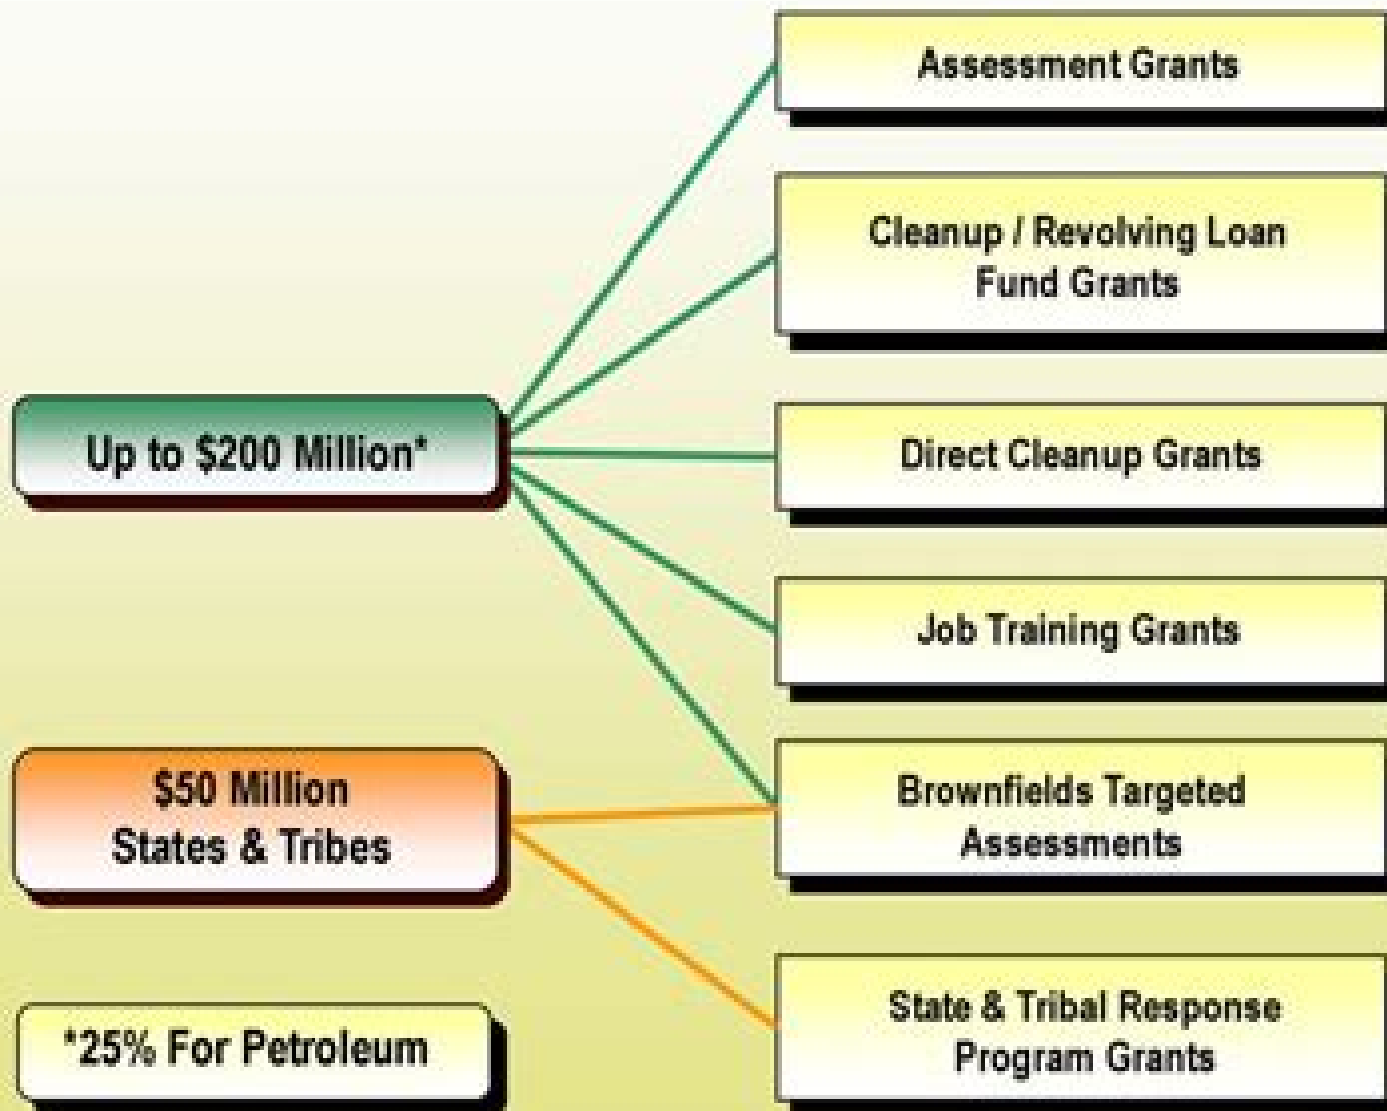 Assessment Grants
Cleanup / Revolving Loan
Fund Grants
Up to $200 Million*
Direct Cleanup Grants
Job Training Grants
$50 Million
States & Tribes
Brownfields Targeted
Assessments
State & Tribal Response
Program Grants
*25% For Petroleum